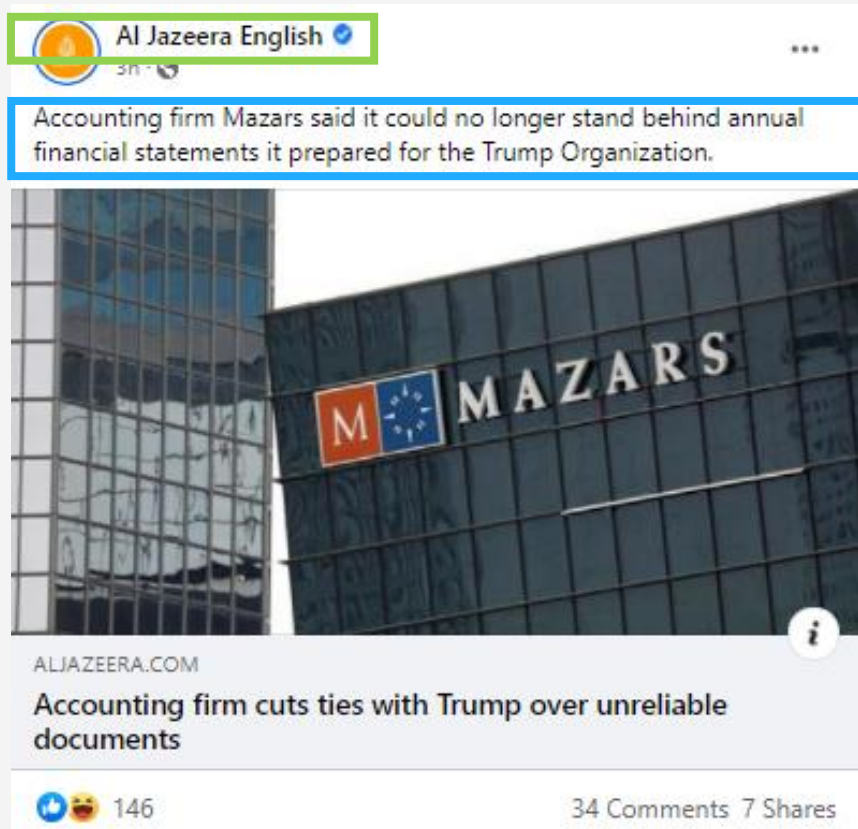 Al Jazeera English
3h
Accounting firm Mazars said it could no longer stand behind annual
financial statements it prepared for the Trump Organization.
M MAZARS
i
ALJAZEERA.COM
Accounting firm cuts ties with Trump over unreliable
documents
146 34 Comments 7 Shares